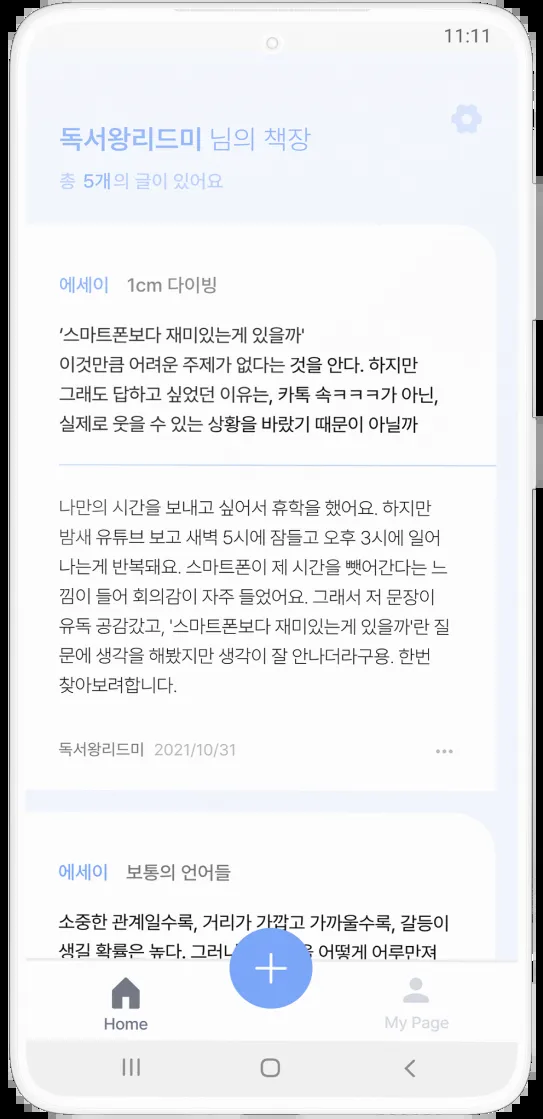 11:11
독서왕리드미 님의 책장
총 5개의 글이 있어요
에세이 1cm 다이빙
‘스마트폰보다 재미있는게 있을까'
이것만큼 어려운 주제가 없다는 것을 안다. 하지만
그래도 답하고 싶었던 이유는, 카톡 속ㅋㅋㅋ가 아닌,
실제로 웃을 수 있는 상황을 바랐기 때문이 아닐까
나만의 시간을 보내고 싶어서 휴학을 했어요. 하지만
밤새 유튜브 보고 새벽 5시에 잠들고 오후 3시에 일어
나는게 반복돼요. 스마트폰이 제 시간을 뺏어간다는 느
낌이 들어 회의감이 자주 들었어요. 그래서 저 문장이
유독 공감갔고, '스마트폰보다 재미있는게 있을까'란 질
문에 생각을 해봤지만 생각이 잘 안나더라구용. 한번
찾아보려합니다.
독서왕리드미 2021/10/31
에세이 보통의 언어들
소중한 관계일수록, 거리가 가깝고 가까울수록, 갈등이
생길 확률은 높다. 어떻게 어루만져
Home
My Page